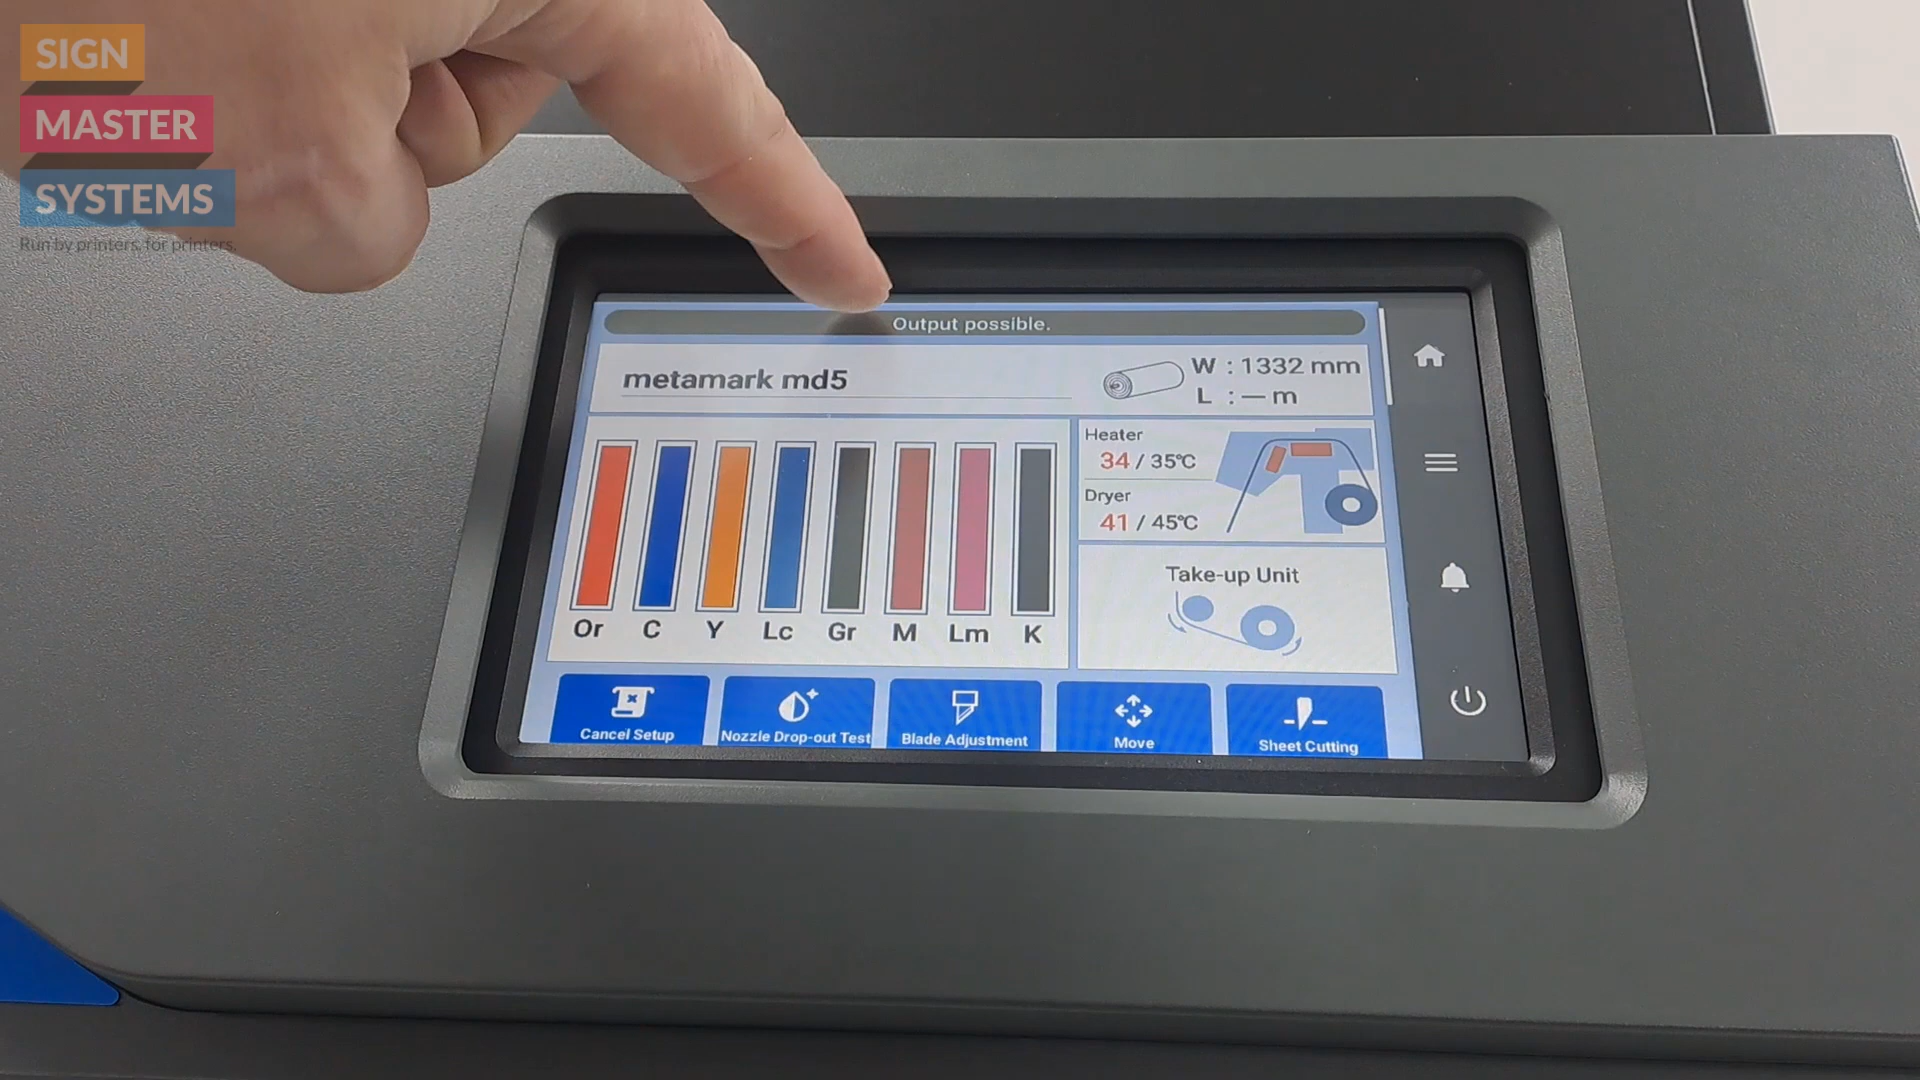 SIGN
MASTER
SYSTEMS
Run by printers, for printers.
Output possible.
metamark md5
W : 1332 mm
L : — m
Heater
34 / 35℃
Dryer
41 / 45℃
Take-up Unit
Or C Y Lc Gr M Lm K
Cancel Setup
Nozzle Drop-out Test
Blade Adjustment
Move
Sheet Cutting